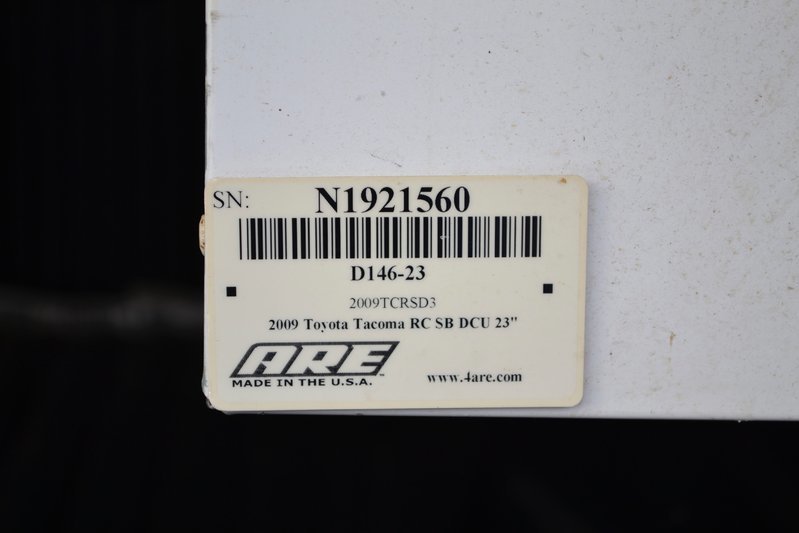 SN: N1921560
D146-23
2009TCRSD3
2009 Toyota Tacoma RC SB DCU 23"
ARE
MADE IN THE U.S.A.
www.4are.com